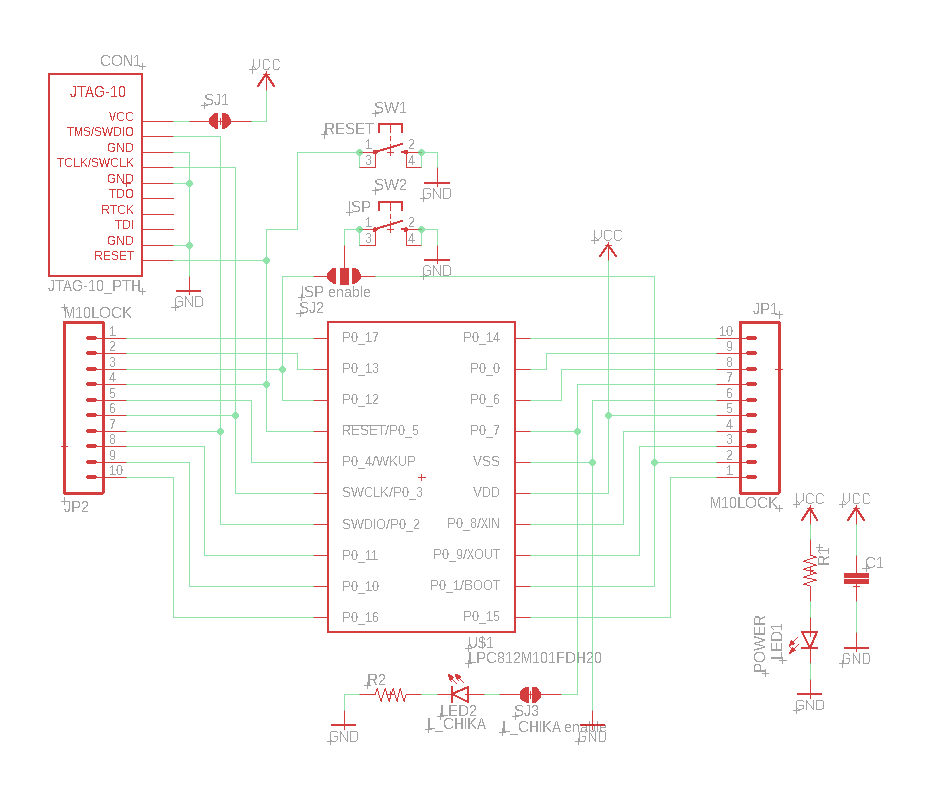 CON1
JTAG-10
VCC
TMS/SWDIO
GND
TCLK/SWCLK
GND
TDO
RTCK
TDI
GND
RESET
JTAG-10_PTH
SJ1
VCC
GND
SW1
RESET
1
2
3
4
GND
SW2
ISP
1
2
3
4
GND
ISP enable
SJ2
VCC
M10LOCK
1
2
3
4
5
6
7
8
9
10
JP2
P0_17
P0_13
P0_12
RESET/P0_5
P0_4/WKUP
SWCLK/P0_3
SWDIO/P0_2
P0_11
P0_10
P0_16
P0_14
P0_0
P0_6
P0_7
VSS
VDD
P0_8/XIN
P0_9/XOUT
P0_1/BOOT
P0_15
U$1
LPC812M101FDH20
JP1
10
9
8
7
6
5
4
3
2
1
M10LOCK
VCC
VCC
R1
C1
POWER
LED1
GND
GND
R2
LED2
L_CHIKA
SJ3
L_CHIKA enable
GND
GND